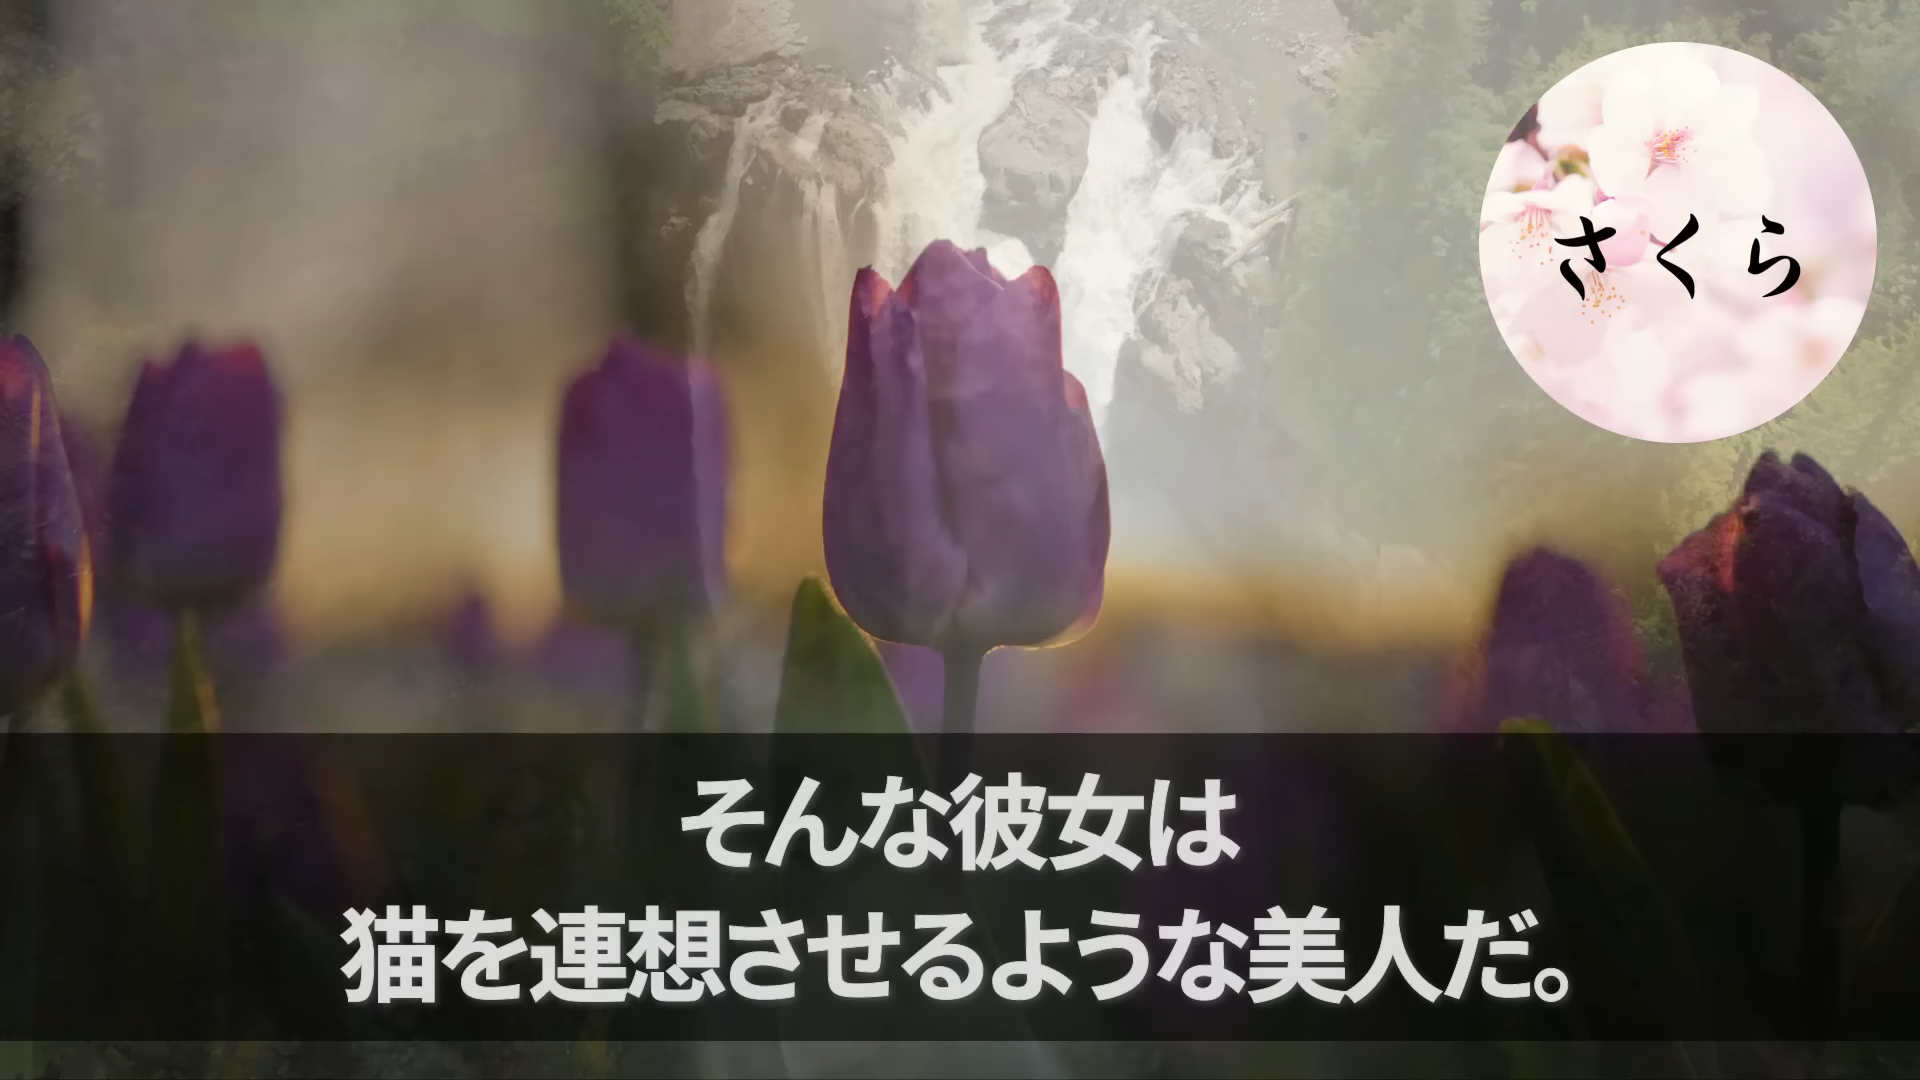 さくら
そんな彼女は
猫を連想させるような美人だ。